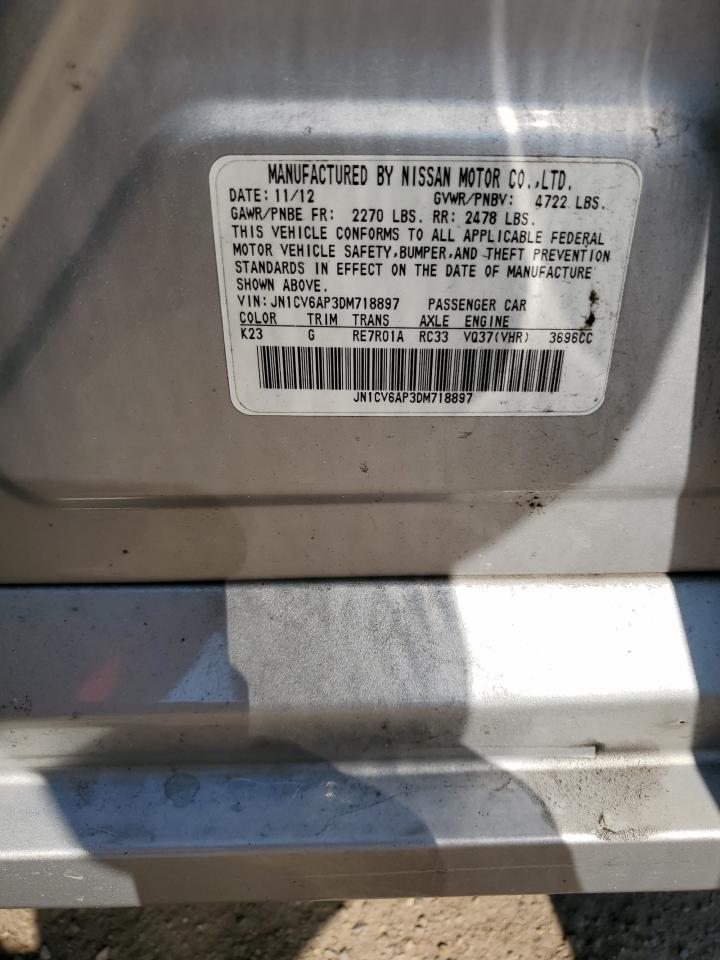 MANUFACTURED BY NISSAN MOTOR CO.,LTD.
DATE: 11/12 GVWR/PNBV: 4722 LBS.
GAWR/PNBE FR: 2270 LBS. RR: 2478 LBS.
THIS VEHICLE CONFORMS TO ALL APPLICABLE FEDERAL
MOTOR VEHICLE SAFETY,BUMPER,AND THEFT PREVENTION
STANDARDS IN EFFECT ON THE DATE OF MANUFACTURE
SHOWN ABOVE.
VIN: JN1CV6AP3DM718897 PASSENGER CAR
COLOR TRIM TRANS AXLE ENGINE
K23 G RE7R01A RC33 VQ37(VHR) 3696CC
JN1CV6AP3DM718897